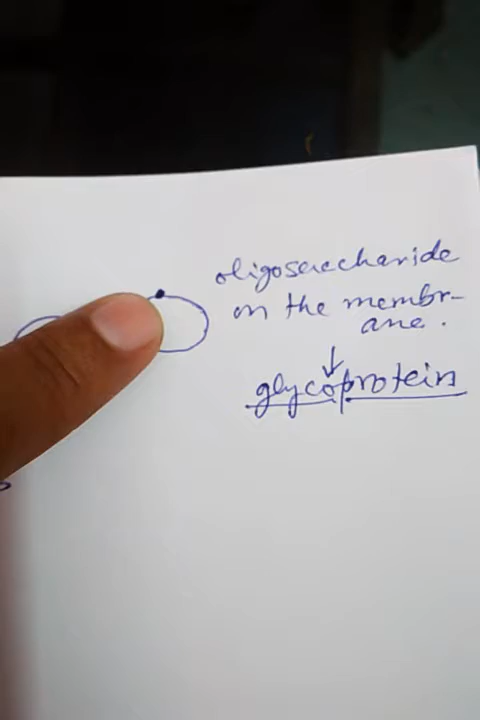 oligosaccharide
on the membr-
ane.
glycoprotein